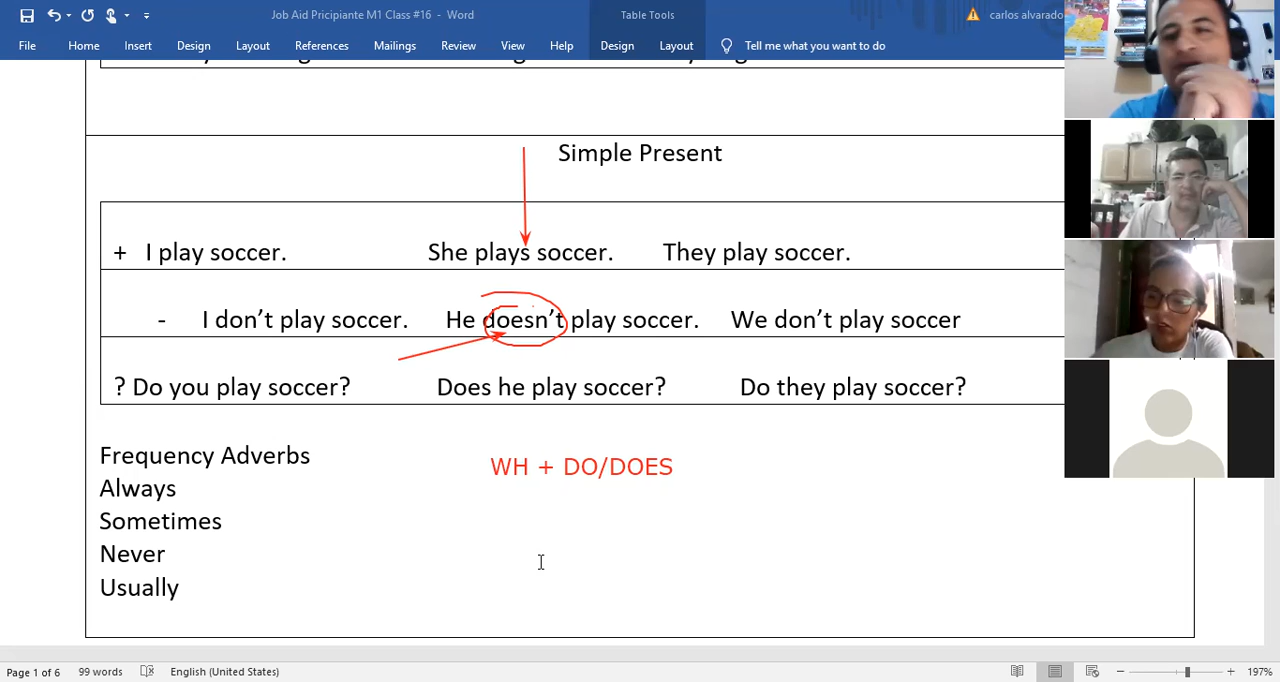 Job Aid Pricipiante M1 Class #16 - Word
Table Tools
carlos alvarado
File Home Insert Design Layout References Mailings Review View Help Design Layout Tell me what you want to do
Simple Present
+ I play soccer. She plays soccer. They play soccer.
- I don't play soccer. He doesn't play soccer. We don't play soccer
? Do you play soccer? Does he play soccer? Do they play soccer?
Frequency Adverbs
WH + DO/DOES
Always
Sometimes
Never
Usually
Page 1 of 6 99 words English (United States) 197%